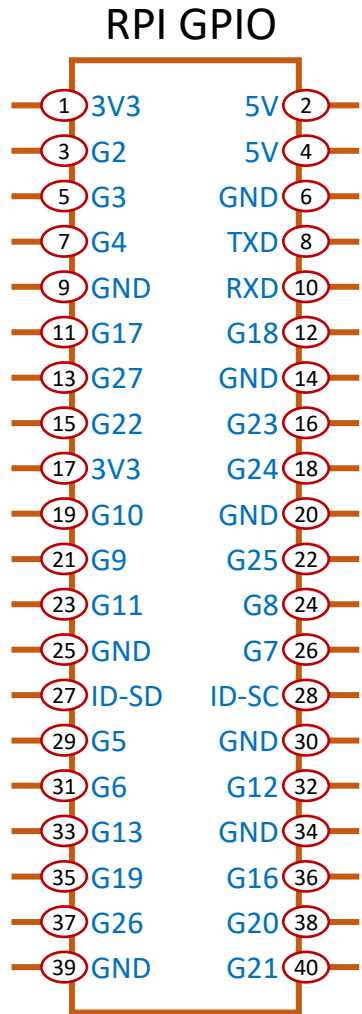 RPI GPIO
1 3V3 5V 2
3 G2 5V 4
5 G3 GND 6
7 G4 TXD 8
9 GND RXD 10
11 G17 G18 12
13 G27 GND 14
15 G22 G23 16
17 3V3 G24 18
19 G10 GND 20
21 G9 G25 22
23 G11 G8 24
25 GND G7 26
27 ID-SD ID-SC 28
29 G5 GND 30
31 G6 G12 32
33 G13 GND 34
35 G19 G16 36
37 G26 G20 38
39 GND G21 40